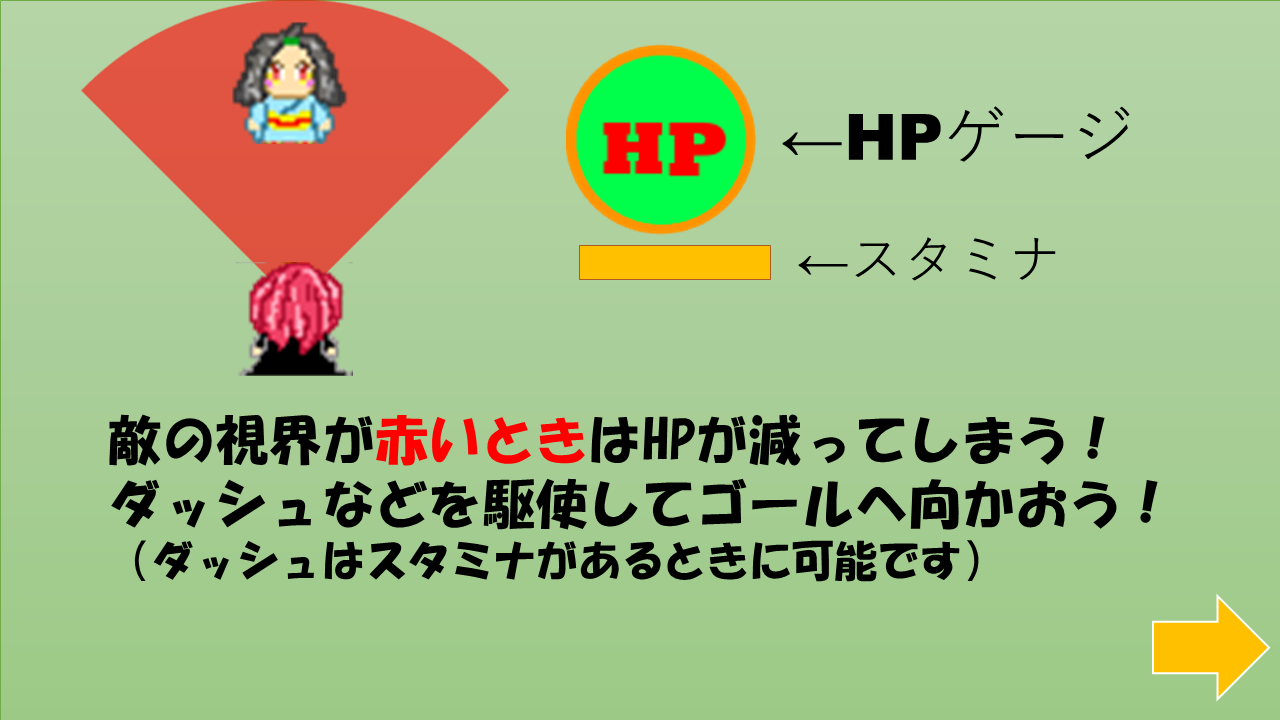 HP
←HPゲージ
←スタミナ
敵の視界が赤いときはHPが減ってしまう！
ダッシュなどを駆使してゴールへ向かおう！
（ダッシュはスタミナがあるときに可能です）